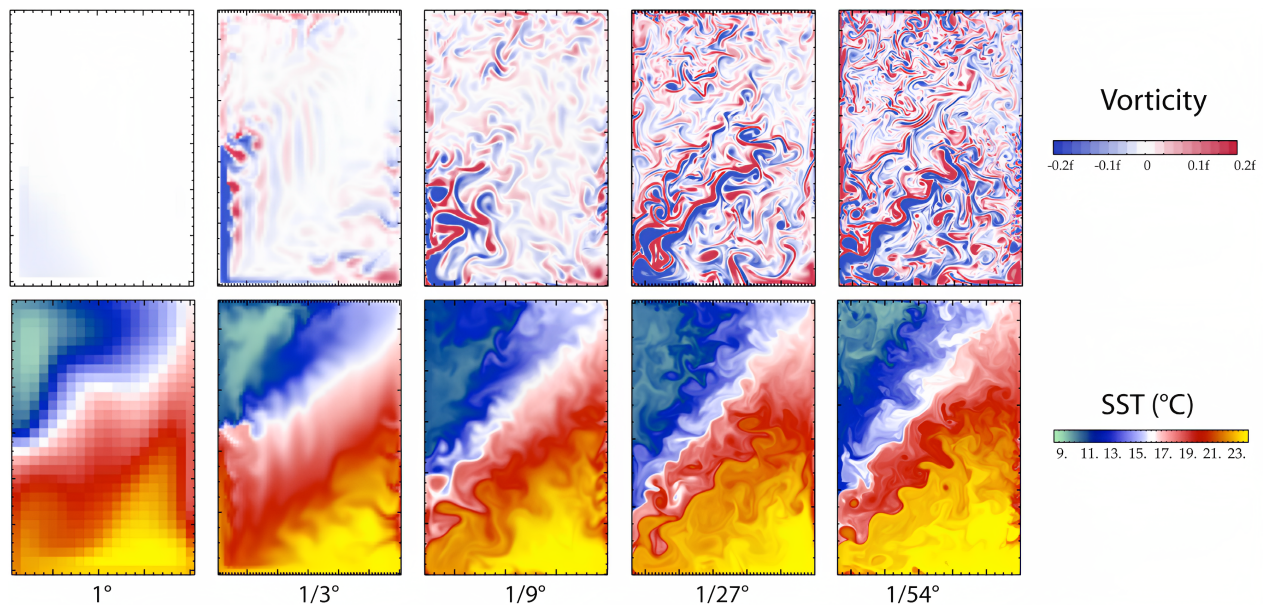 Vorticity
-0.2f -0.1f 0 0.1f 0.2f
SST (°C)
9. 11. 13. 15. 17. 19. 21. 23.
1° 1/3° 1/9° 1/27° 1/54°